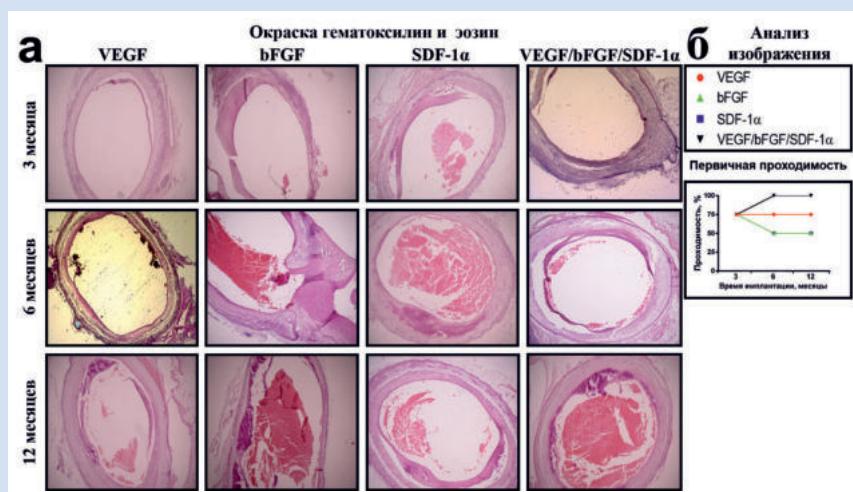 а
Окраска гематоксилин и эозин
VEGF
bFGF
SDF-1α
VEGF/bFGF/SDF-1α
3 месяца
6 месяцев
12 месяцев
б
Анализ
изображения
VEGF
bFGF
SDF-1α
VEGF/bFGF/SDF-1α
Первичная проходимость
Проходимость, %
100
75
50
25
0
3
6
12
Время имплантации, месяцы